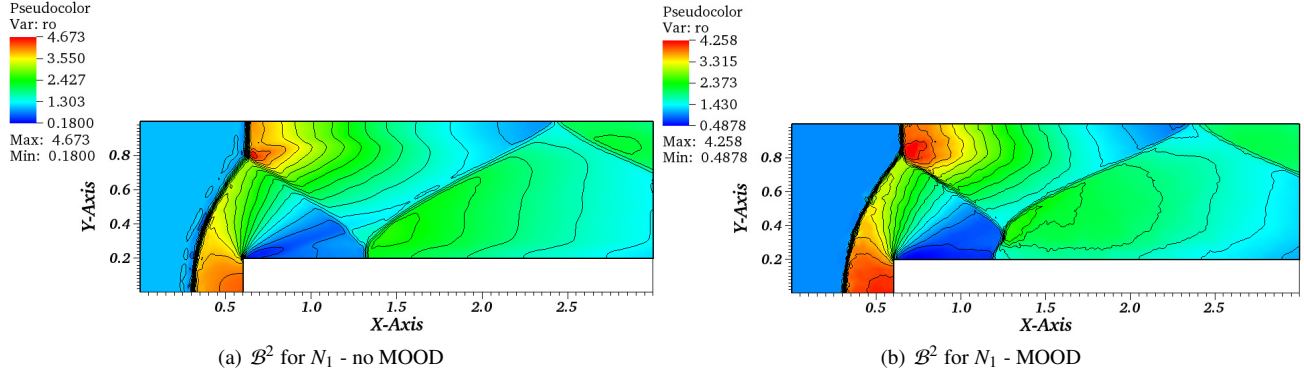 Pseudocolor
Var: ro
4.673
3.550
2.427
1.303
0.1800
Max: 4.673
Min: 0.1800
Y-Axis
0.8
0.6
0.4
0.2
0.5
1.0
1.5
2.0
2.5
X-Axis
(a) ℬ² for N₁ - no MOOD
Pseudocolor
Var: ro
4.258
3.315
2.373
1.430
0.4878
Max: 4.258
Min: 0.4878
Y-Axis
0.8
0.6
0.4
0.2
0.5
1.0
1.5
2.0
2.5
X-Axis
(b) ℬ² for N₁ - MOOD